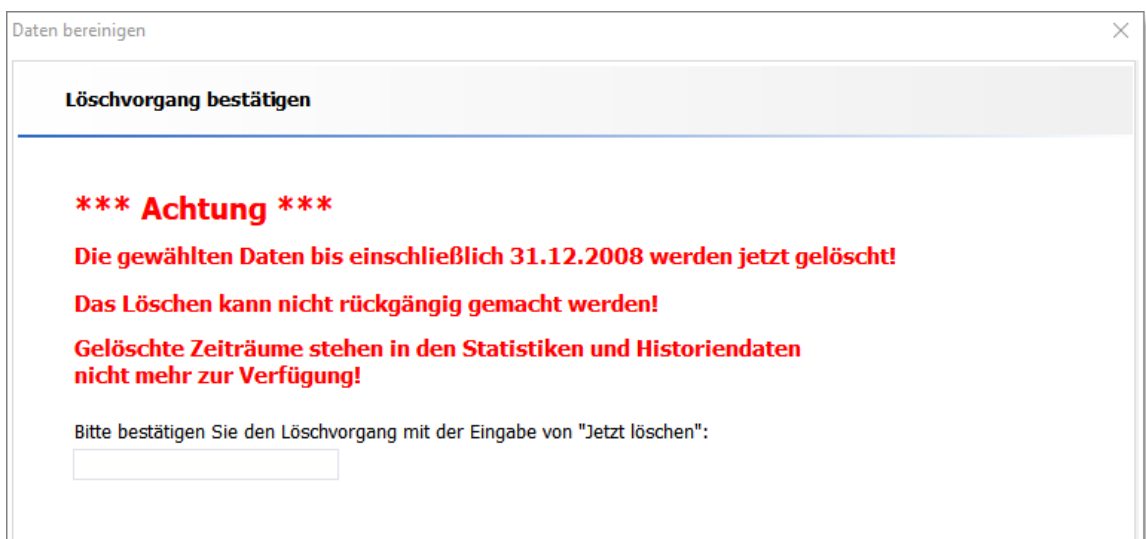 Daten bereinigen
Löschvorgang bestätigen
*** Achtung ***
Die gewählten Daten bis einschließlich 31.12.2008 werden jetzt gelöscht!
Das Löschen kann nicht rückgängig gemacht werden!
Gelöschte Zeiträume stehen in den Statistiken und Historiendaten
nicht mehr zur Verfügung!
Bitte bestätigen Sie den Löschvorgang mit der Eingabe von "Jetzt löschen":